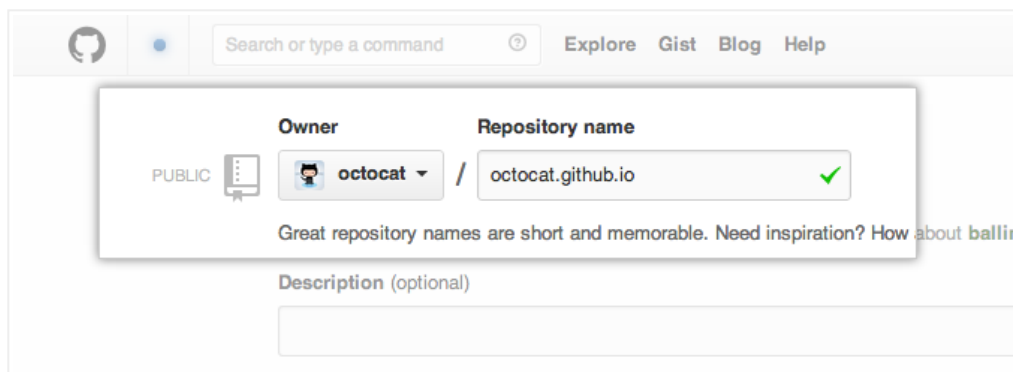 Search or type a command
Explore Gist Blog Help
Owner Repository name
PUBLIC octocat / octocat.github.io
Great repository names are short and memorable. Need inspiration? How about
Description (optional)